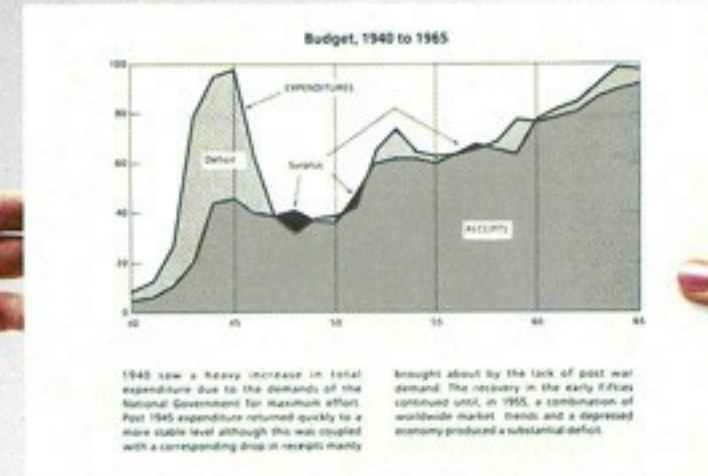 Budget, 1940 to 1965
100
80
60
40
20
0
EXPENDITURES
Deficit
Surplus
RECEIPTS
40
45
50
55
60
65
1940 saw a heavy increase in total
expenditure due to the demands of the
National Government for maximum effort.
Post 1945 expenditure returned quickly to a
more stable level although this was coupled
with a corresponding drop in receipts mainly
brought about by the lack of post war
demand. The recovery in the early Fifties
continued until, in 1955, a combination of
worldwide market trends and a depressed
economy produced a substantial deficit.